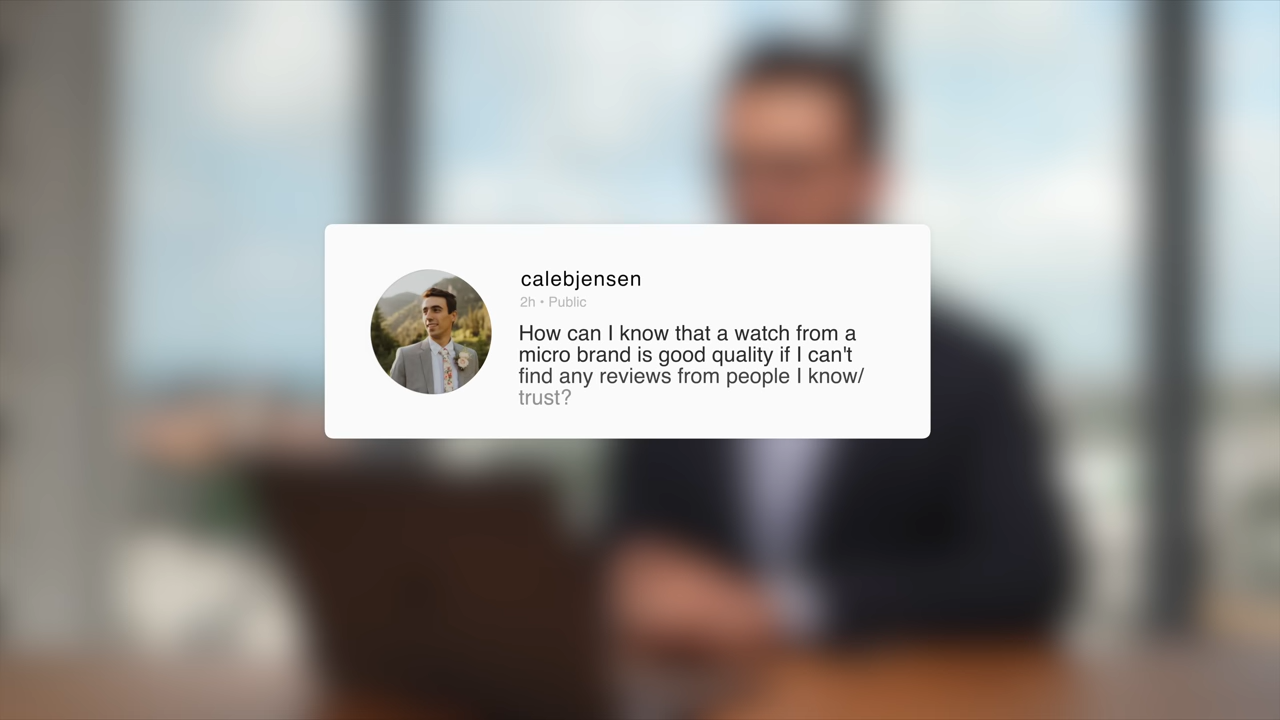 calebjensen
2h • Public
How can I know that a watch from a
micro brand is good quality if I can't
find any reviews from people I know/
trust?